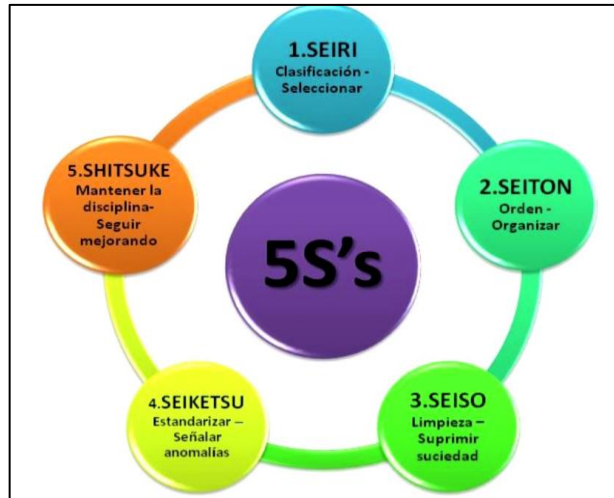 1.SEIRI
Clasificación -
Seleccionar
2.SEITON
Orden -
Organizar
3.SEISO
Limpieza –
Suprimir
suciedad
4.SEIKETSU
Estandarizar –
Señalar
anomalías
5.SHITSUKE
Mantener la
disciplina-
Seguir
mejorando
5S's